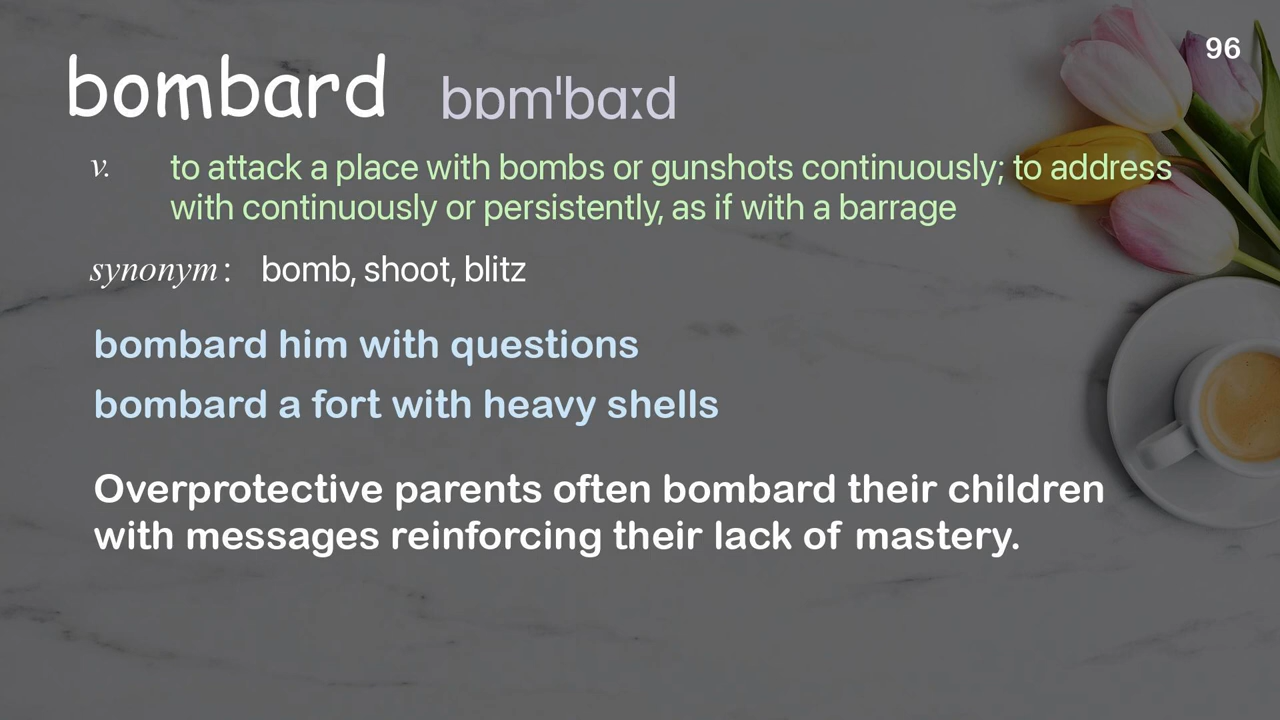 96
bombard bɒmˈbɑːd
v. to attack a place with bombs or gunshots continuously; to address
with continuously or persistently, as if with a barrage
synonym: bomb, shoot, blitz
bombard him with questions
bombard a fort with heavy shells
Overprotective parents often bombard their children
with messages reinforcing their lack of mastery.